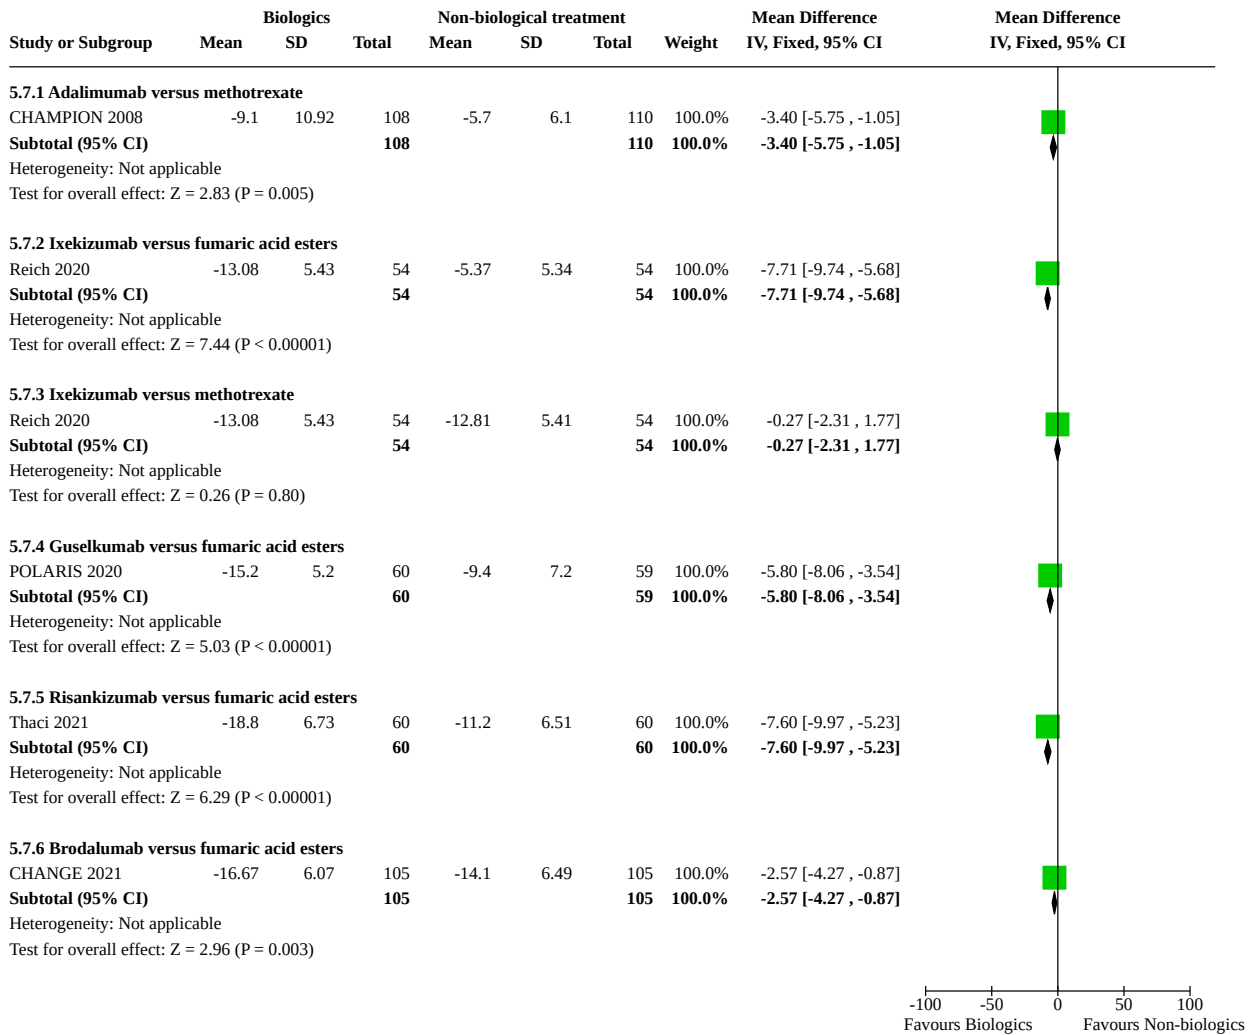 Biologics Non-biological treatment Mean Difference Mean Difference
Study or Subgroup Mean SD Total Mean SD Total Weight IV, Fixed, 95% CI IV, Fixed, 95% CI
5.7.1 Adalimumab versus methotrexate
CHAMPION 2008 -9.1 10.92 108 -5.7 6.1 110 100.0% -3.40 [-5.75 , -1.05]
Subtotal (95% CI) 108 110 100.0% -3.40 [-5.75 , -1.05]
Heterogeneity: Not applicable
Test for overall effect: Z = 2.83 (P = 0.005)
5.7.2 Ixekizumab versus fumaric acid esters
Reich 2020 -13.08 5.43 54 -5.37 5.34 54 100.0% -7.71 [-9.74 , -5.68]
Subtotal (95% CI) 54 54 100.0% -7.71 [-9.74 , -5.68]
Heterogeneity: Not applicable
Test for overall effect: Z = 7.44 (P < 0.00001)
5.7.3 Ixekizumab versus methotrexate
Reich 2020 -13.08 5.43 54 -12.81 5.41 54 100.0% -0.27 [-2.31 , 1.77]
Subtotal (95% CI) 54 54 100.0% -0.27 [-2.31 , 1.77]
Heterogeneity: Not applicable
Test for overall effect: Z = 0.26 (P = 0.80)
5.7.4 Guselkumab versus fumaric acid esters
POLARIS 2020 -15.2 5.2 60 -9.4 7.2 59 100.0% -5.80 [-8.06 , -3.54]
Subtotal (95% CI) 60 59 100.0% -5.80 [-8.06 , -3.54]
Heterogeneity: Not applicable
Test for overall effect: Z = 5.03 (P < 0.00001)
5.7.5 Risankizumab versus fumaric acid esters
Thaci 2021 -18.8 6.73 60 -11.2 6.51 60 100.0% -7.60 [-9.97 , -5.23]
Subtotal (95% CI) 60 60 100.0% -7.60 [-9.97 , -5.23]
Heterogeneity: Not applicable
Test for overall effect: Z = 6.29 (P < 0.00001)
5.7.6 Brodalumab versus fumaric acid esters
CHANGE 2021 -16.67 6.07 105 -14.1 6.49 105 100.0% -2.57 [-4.27 , -0.87]
Subtotal (95% CI) 105 105 100.0% -2.57 [-4.27 , -0.87]
Heterogeneity: Not applicable
Test for overall effect: Z = 2.96 (P = 0.003)
-100 -50 0 50 100
Favours Biologics Favours Non-biologics